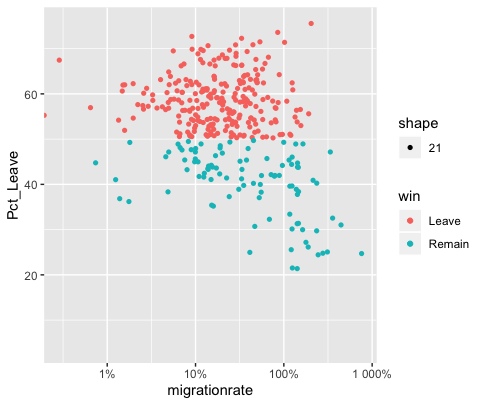 Pct_Leave
60
40
20
1%
10%
100%
1 000%
migrationrate
shape
21
win
Leave
Remain